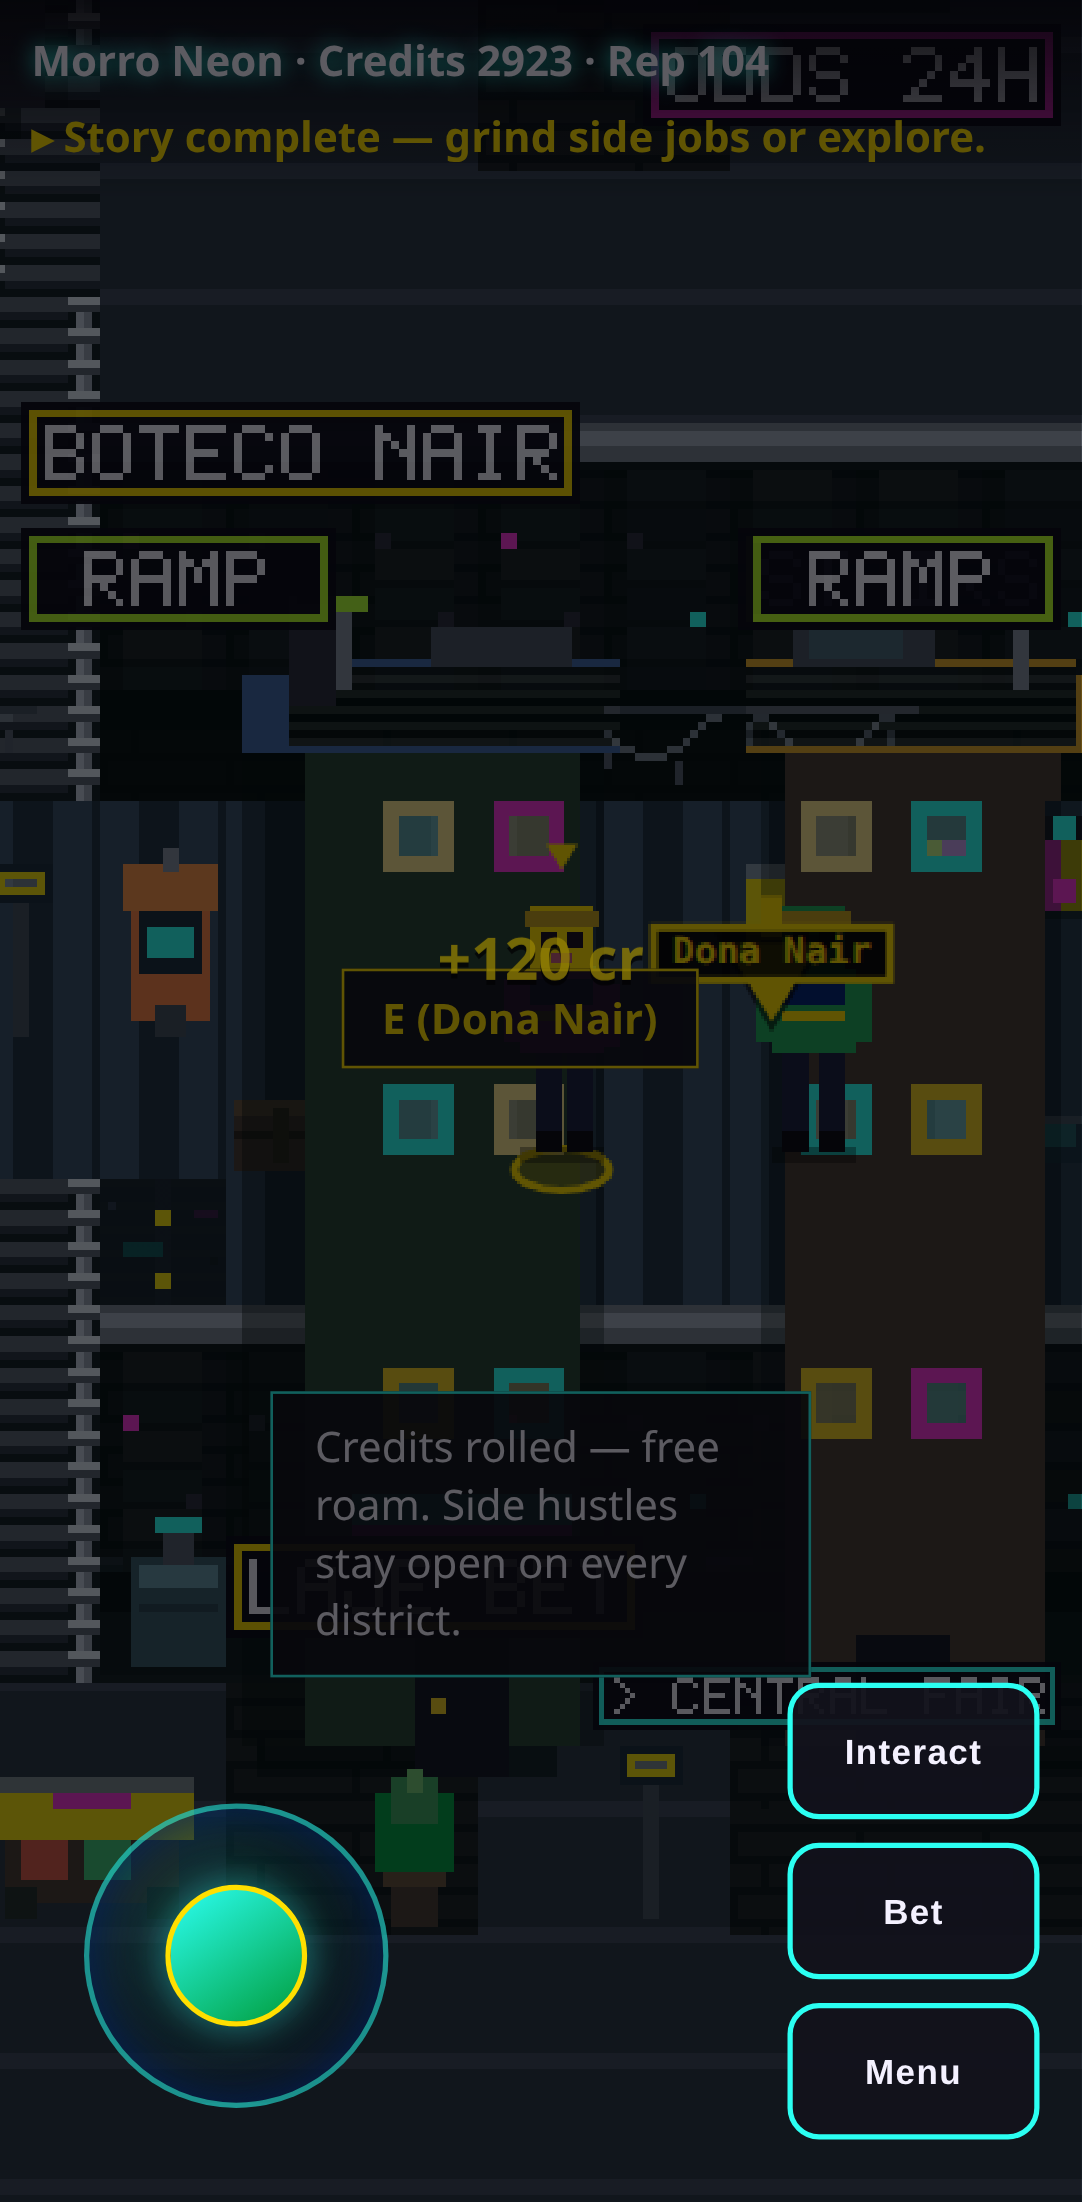 Morro Neon · Credits 2923 · Rep 104
ODDS 24H
▸ Story complete — grind side jobs or explore.
BOTECO NAIR
RAMP
RAMP
+120 cr
Dona Nair
E (Dona Nair)
Credits rolled — free
roam. Side hustles
stay open on every
district.
> CENTRAL FAIR
Interact
Bet
Menu